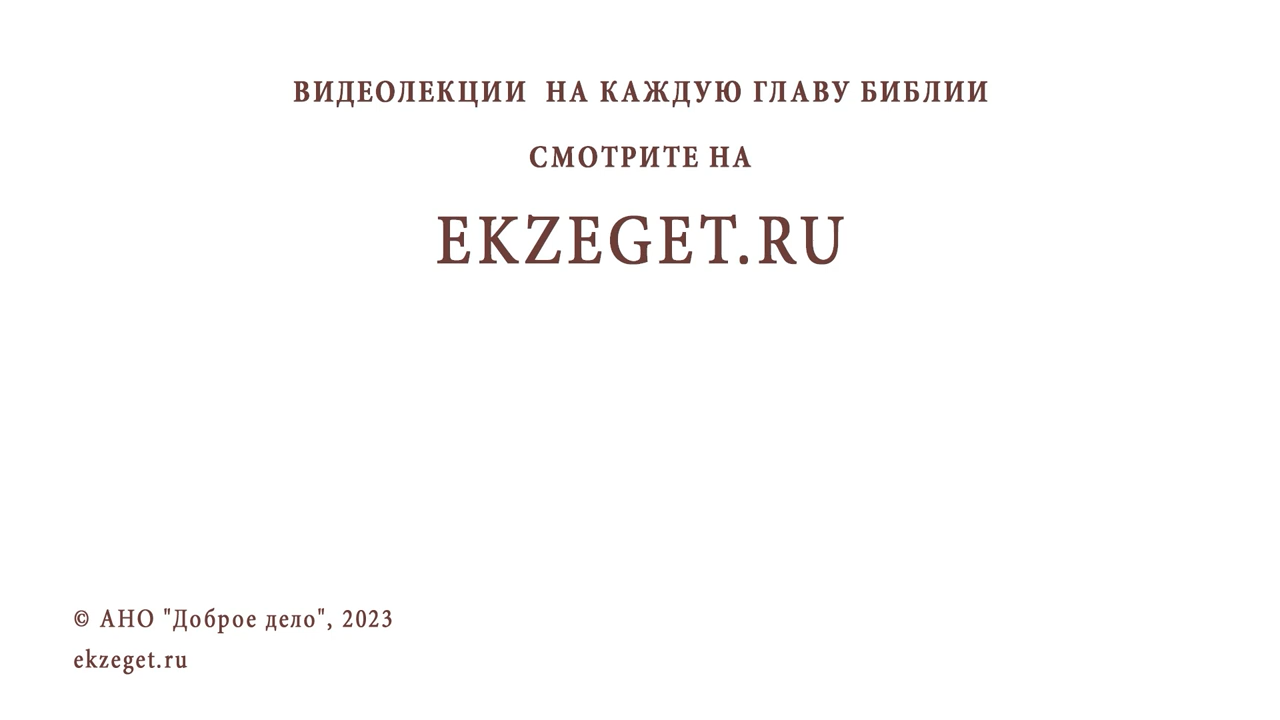 ВИДЕОЛЕКЦИИ НА КАЖДУЮ ГЛАВУ БИБЛИИ
СМОТРИТЕ НА
EKZEGET.RU
© АНО "Доброе дело", 2023
ekzeget.ru